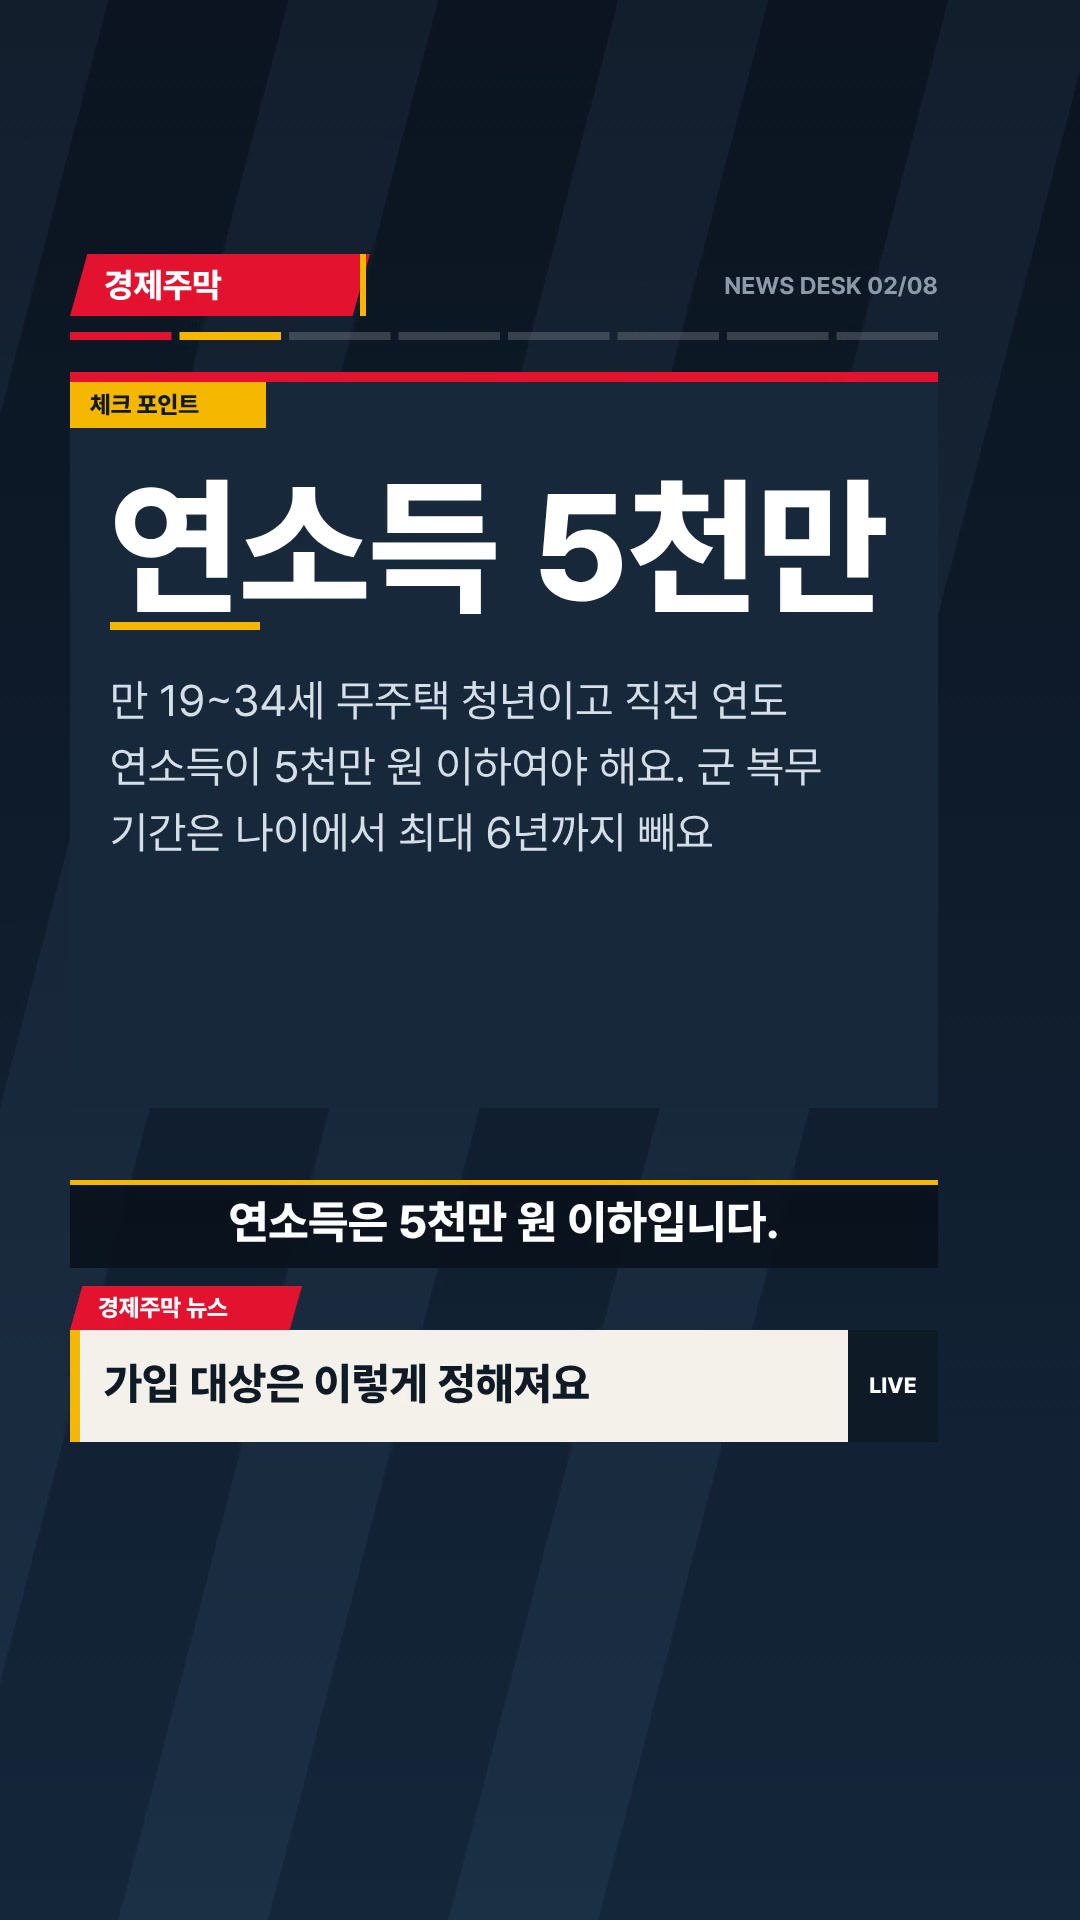 경제주막
NEWS DESK 02/08
체크 포인트
연소득 5천만
만 19~34세 무주택 청년이고 직전 연도
연소득이 5천만 원 이하여야 해요. 군 복무
기간은 나이에서 최대 6년까지 빼요
연소득은 5천만 원 이하입니다.
경제주막 뉴스
가입 대상은 이렇게 정해져요
LIVE